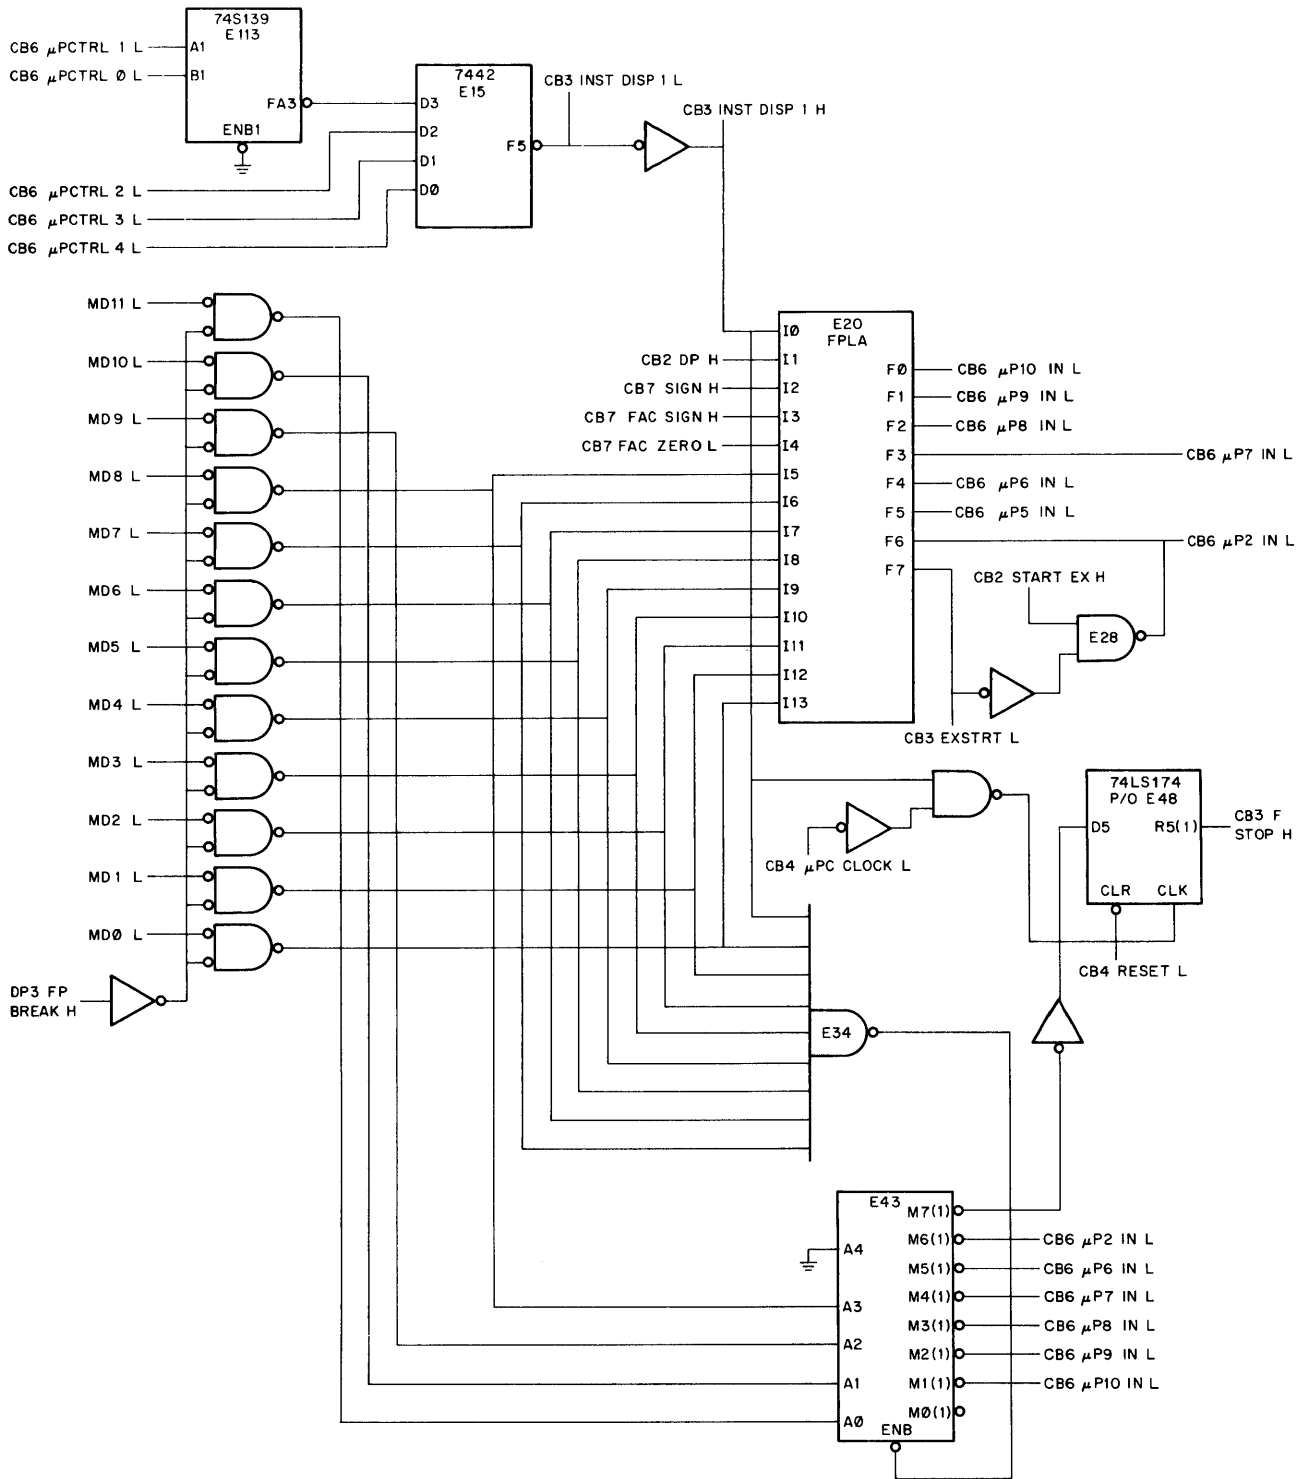 74S139
E113
CB6 μPCTRL 1 L
A1
CB6 μPCTRL 0 L
B1
FA3
ENB1
7442
E15
D3
D2
D1
D0
F5
CB3 INST DISP 1 L
CB3 INST DISP 1 H
CB6 μPCTRL 2 L
CB6 μPCTRL 3 L
CB6 μPCTRL 4 L
MD11 L
MD10 L
MD9 L
MD8 L
MD7 L
MD6 L
MD5 L
MD4 L
MD3 L
MD2 L
MD1 L
MD0 L
DP3 FP
BREAK H
E20
FPLA
CB2 DP H
CB7 SIGN H
CB7 FAC SIGN H
CB7 FAC ZERO L
I0
I1
I2
I3
I4
I5
I6
I7
I8
I9
I10
I11
I12
I13
F0
F1
F2
F3
F4
F5
F6
F7
CB6 μP10 IN L
CB6 μP9 IN L
CB6 μP8 IN L
CB6 μP7 IN L
CB6 μP6 IN L
CB6 μP5 IN L
CB6 μP2 IN L
CB2 START EX H
E28
CB3 EXSTRT L
CB4 μPC CLOCK L
74LS174
P/O E48
D5
R5(1)
CLR
CLK
CB3 F
STOP H
CB4 RESET L
E34
E43
A4
A3
A2
A1
A0
M7(1)
M6(1)
M5(1)
M4(1)
M3(1)
M2(1)
M1(1)
M0(1)
ENB
CB6 μP2 IN L
CB6 μP6 IN L
CB6 μP7 IN L
CB6 μP8 IN L
CB6 μP9 IN L
CB6 μP10 IN L